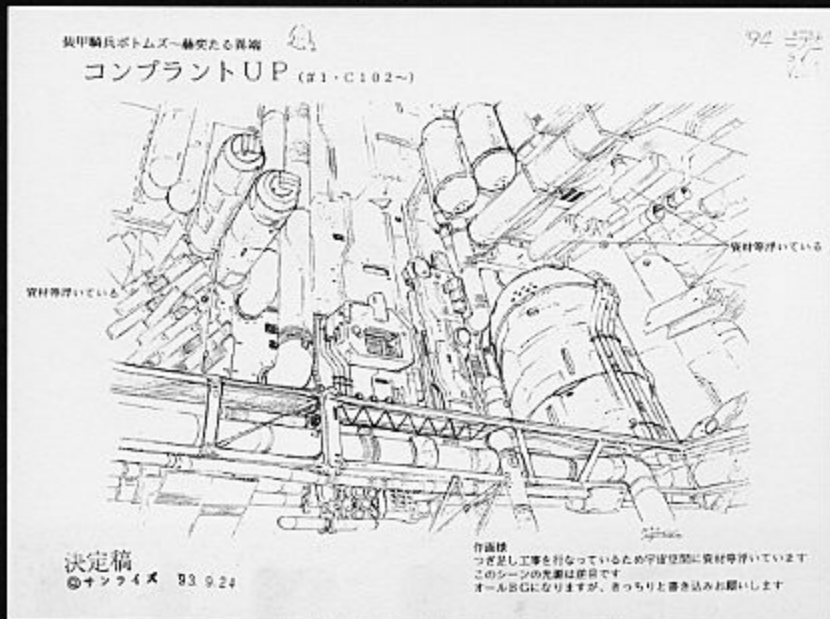 装甲騎兵ボトムズ～赫奕たる異端
コンプラントUP(#1・C102～)
94
資材等浮いている
資材等浮いている
決定稿
©サンライズ 93.9.24
作画様
つぎ足し工事を行なっているため宇宙空間に資材等浮いています
このシーンの光源は逆目です
オールBGになりますが、きっちりと書き込みお願いします